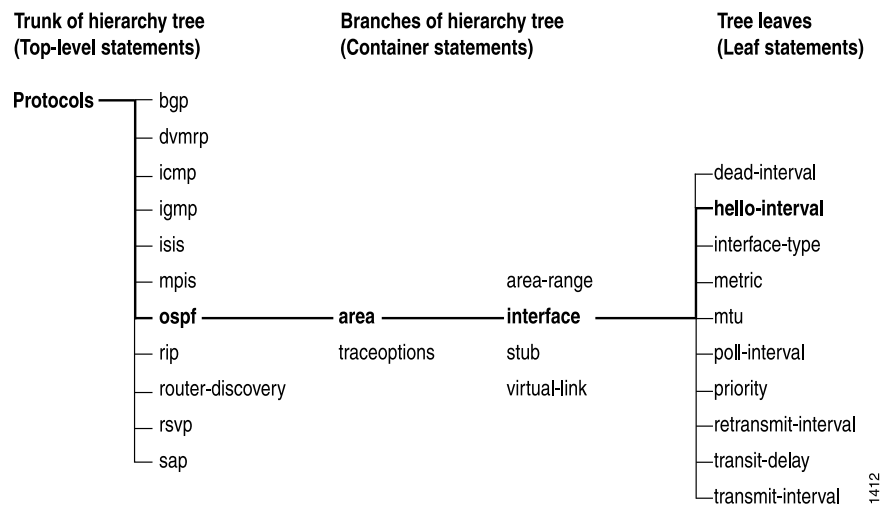 Trunk of hierarchy tree
(Top-level statements)
Branches of hierarchy tree
(Container statements)
Tree leaves
(Leaf statements)
Protocols
bgp
dvmrp
icmp
igmp
isis
mpis
ospf
rip
router-discovery
rsvp
sap
area
traceoptions
area-range
interface
stub
virtual-link
dead-interval
hello-interval
interface-type
metric
mtu
poll-interval
priority
retransmit-interval
transit-delay
transmit-interval
1412